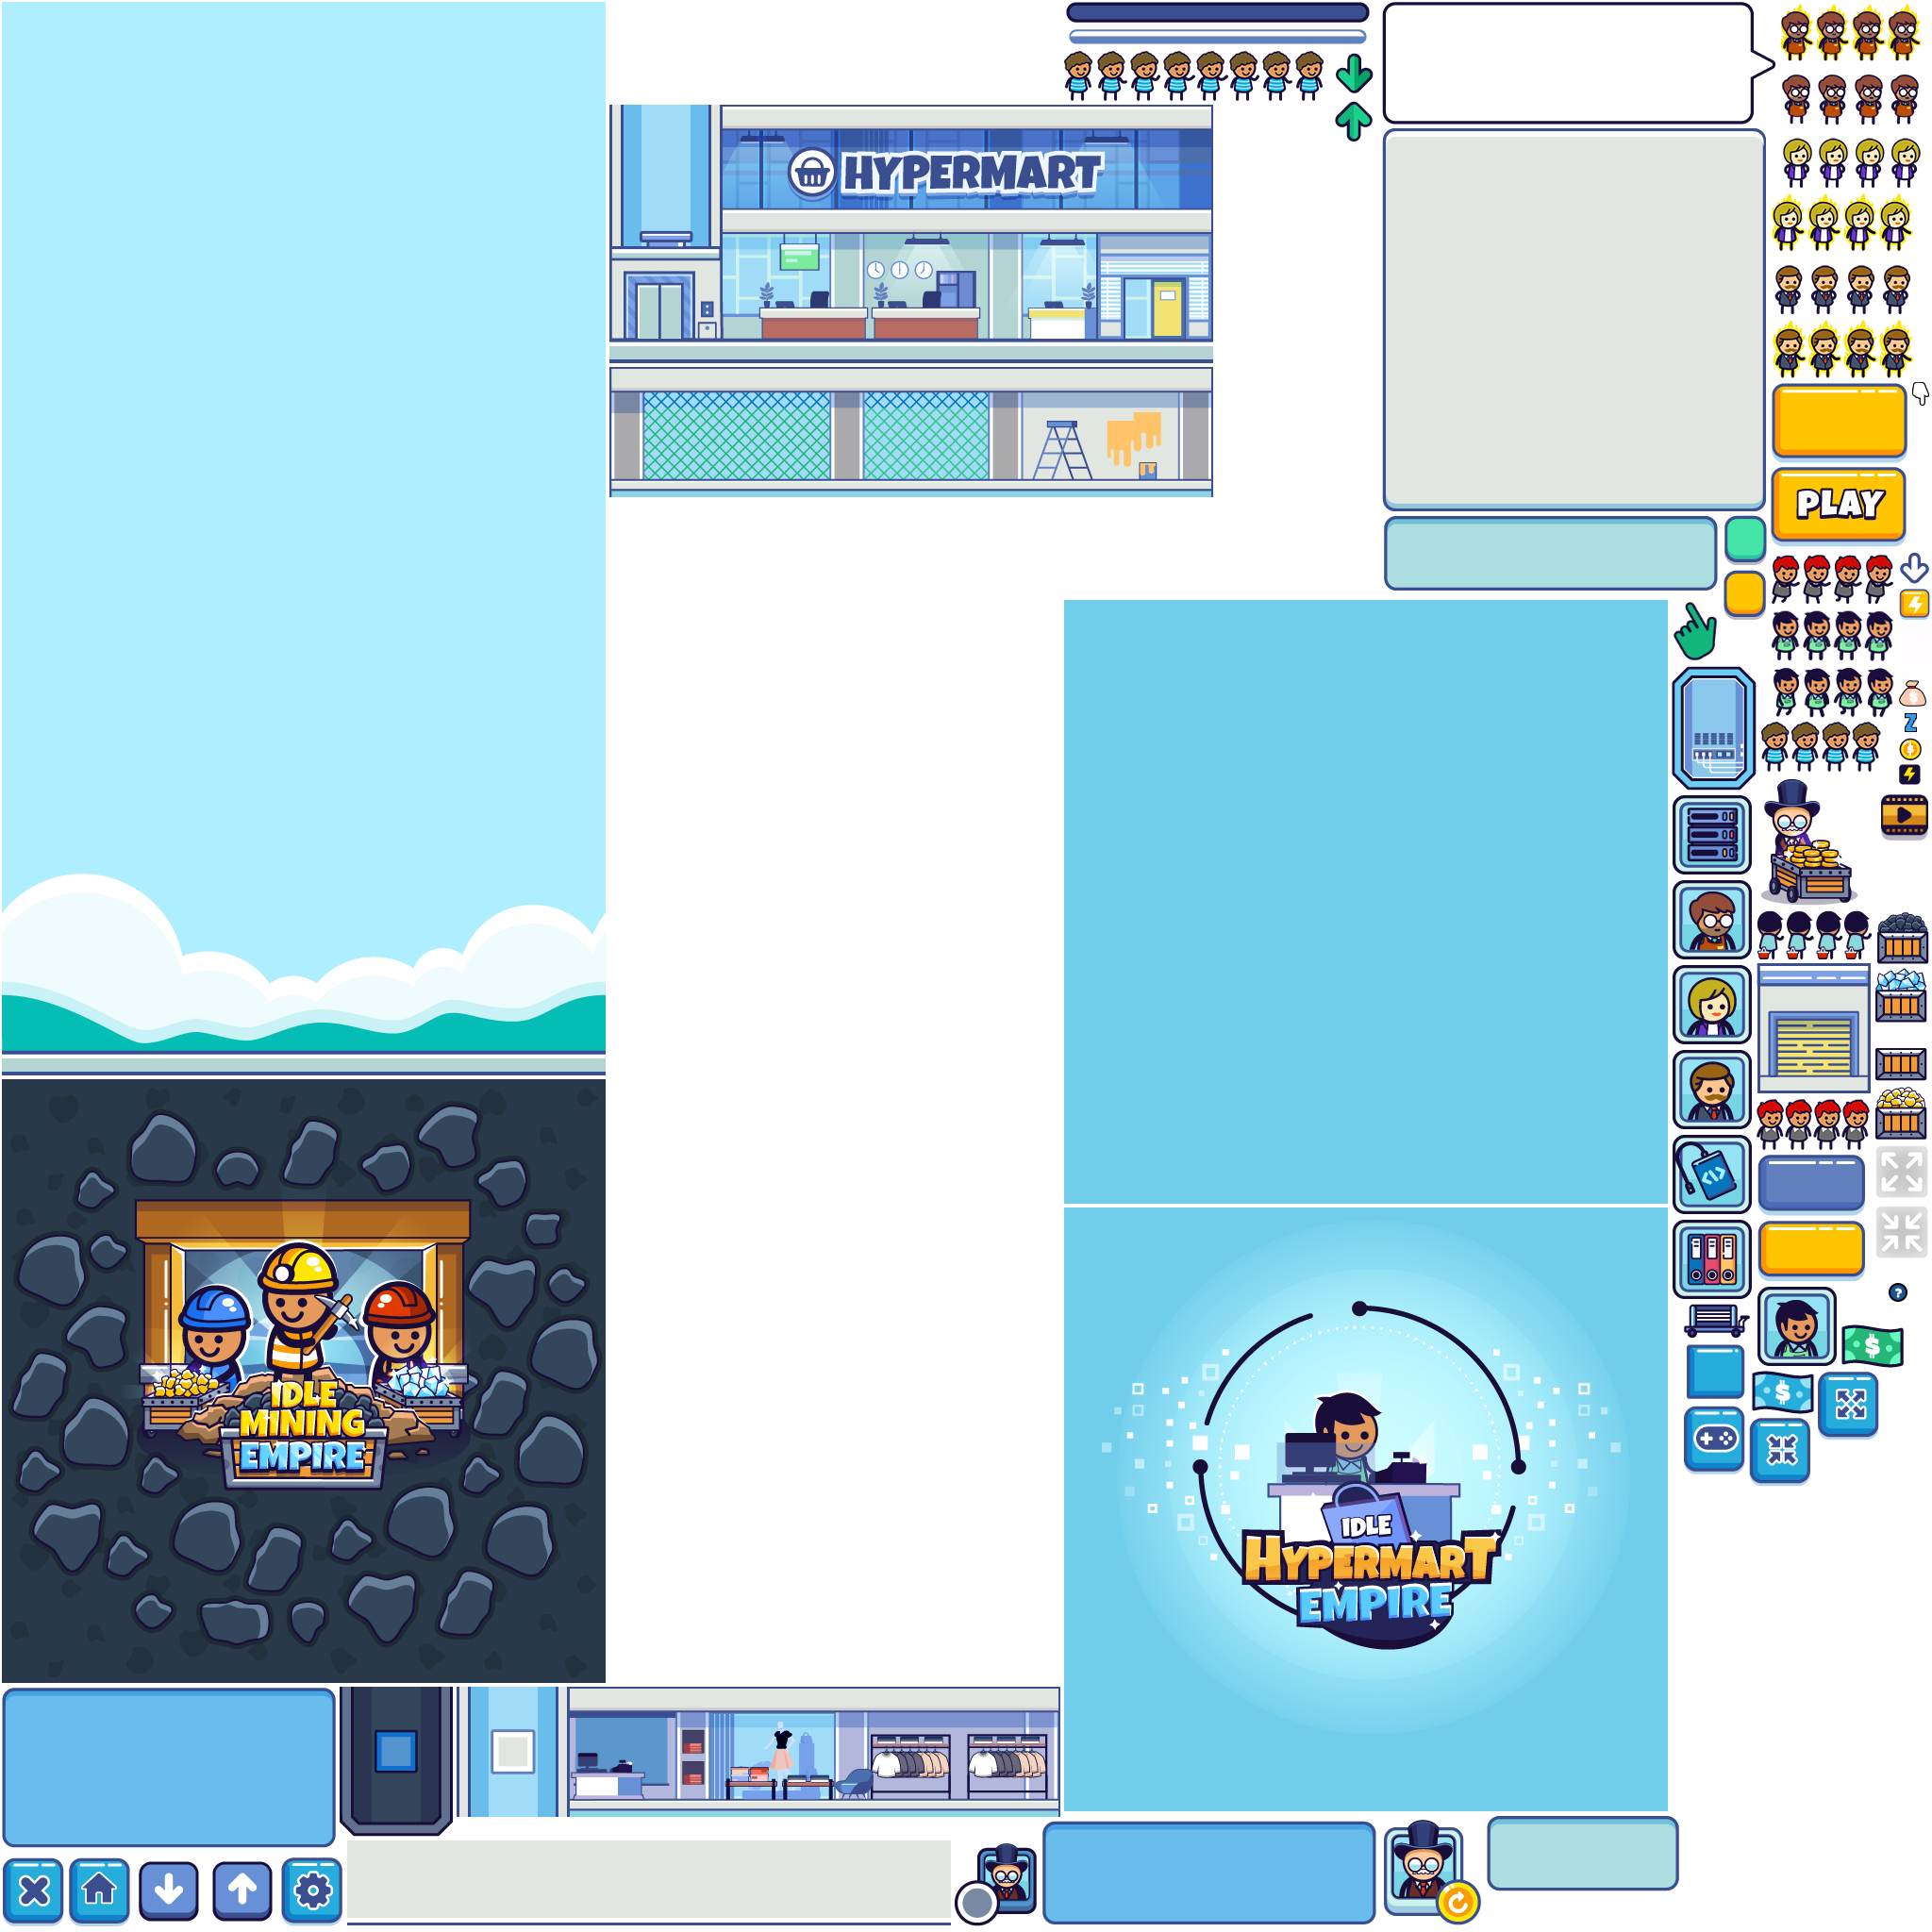 HYPERMART
PLAY
Z
IDLE
MINING
EMPIRE
$
$
$
$
</>
?
IDLE
HYPERMART
EMPIRE